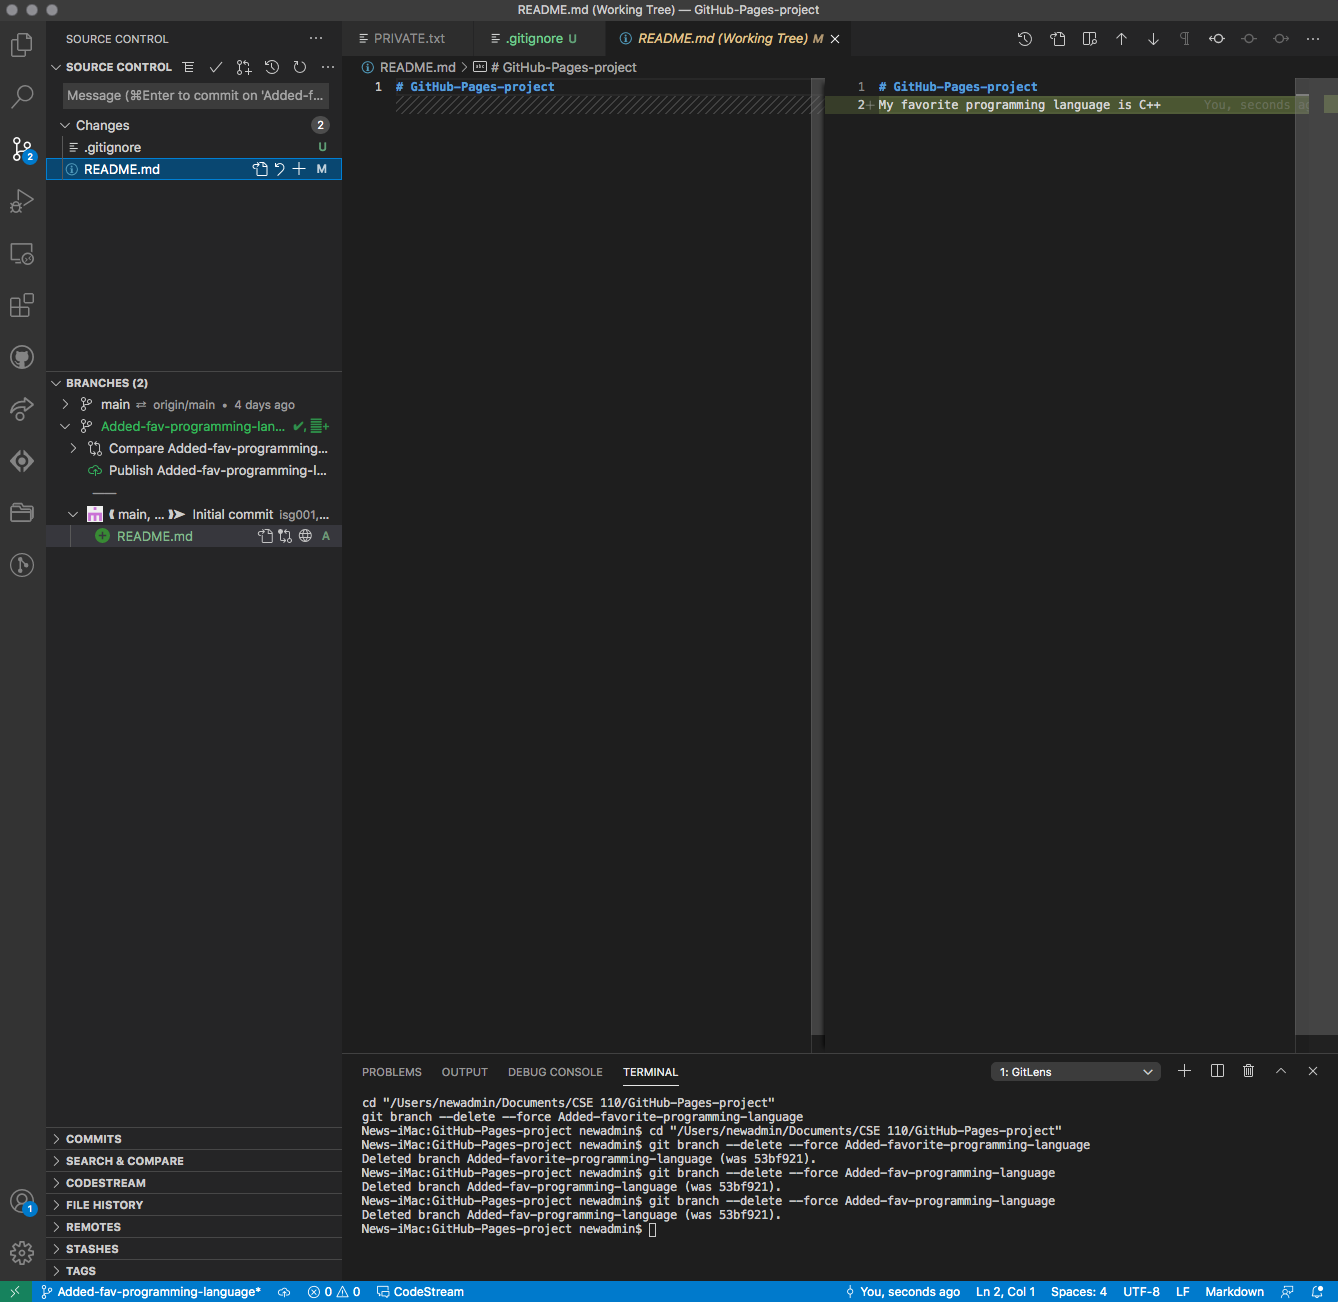 README.md (Working Tree) — GitHub-Pages-project
SOURCE CONTROL ···
PRIVATE.txt
.gitignore U
README.md (Working Tree) M
SOURCE CONTROL
README.md > # GitHub-Pages-project
Message (⌘Enter to commit on 'Added-f...
Changes 2
.gitignore U
README.md M
1 # GitHub-Pages-project
1 # GitHub-Pages-project
2+ My favorite programming language is C++ You, seconds
2
BRANCHES (2)
main ⇄ origin/main • 4 days ago
Added-fav-programming-lan...
Compare Added-fav-programming...
Publish Added-fav-programming-l...
main, ... Initial commit isg001,...
README.md A
PROBLEMS OUTPUT DEBUG CONSOLE TERMINAL 1: GitLens
cd "/Users/newadmin/Documents/CSE 110/GitHub-Pages-project"
git branch --delete --force Added-favorite-programming-language
News-iMac:GitHub-Pages-project newadmin$ cd "/Users/newadmin/Documents/CSE 110/GitHub-Pages-project"
News-iMac:GitHub-Pages-project newadmin$ git branch --delete --force Added-favorite-programming-language
Deleted branch Added-favorite-programming-language (was 53bf921).
News-iMac:GitHub-Pages-project newadmin$ git branch --delete --force Added-fav-programming-language
Deleted branch Added-fav-programming-language (was 53bf921).
News-iMac:GitHub-Pages-project newadmin$ git branch --delete --force Added-fav-programming-language
Deleted branch Added-fav-programming-language (was 53bf921).
News-iMac:GitHub-Pages-project newadmin$
COMMITS
SEARCH & COMPARE
CODESTREAM
FILE HISTORY
REMOTES
STASHES
TAGS
1
Added-fav-programming-language* 0 0 CodeStream You, seconds ago Ln 2, Col 1 Spaces: 4 UTF-8 LF Markdown